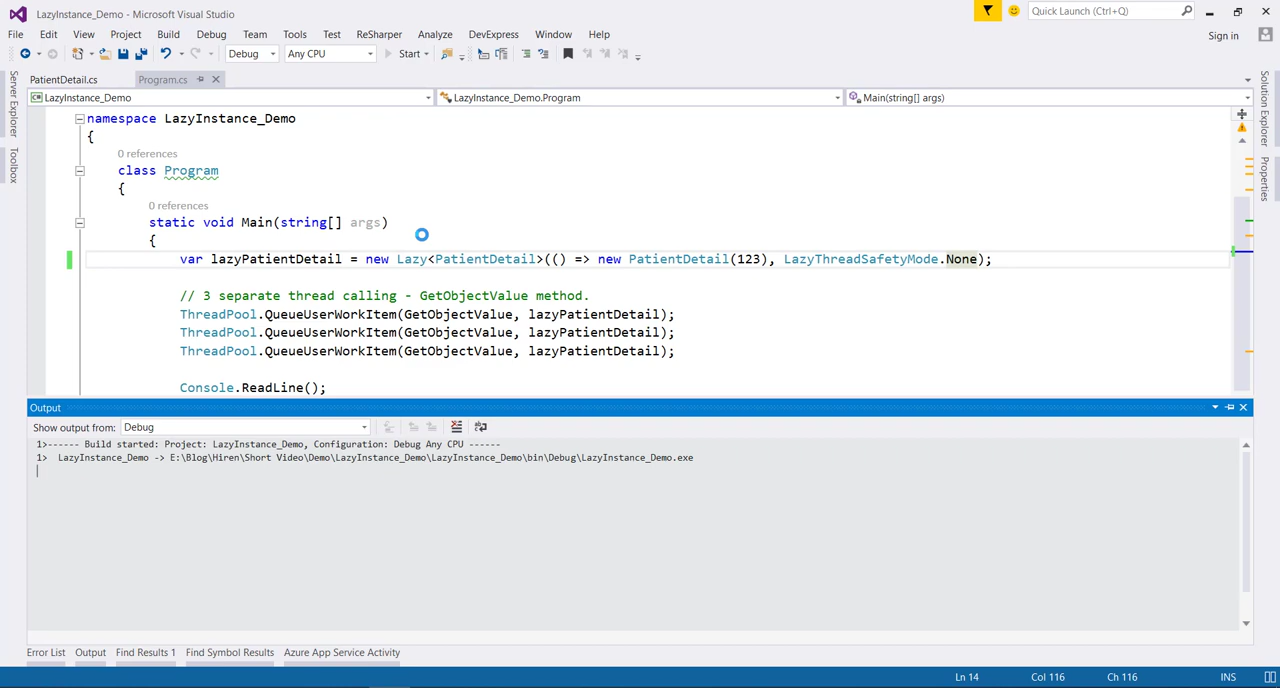 LazyInstance_Demo - Microsoft Visual Studio
Quick Launch (Ctrl+Q)
File Edit View Project Build Debug Team Tools Test ReSharper Analyze DevExpress Window Help
Sign in
Debug Any CPU Start
PatientDetail.cs Program.cs
LazyInstance_Demo LazyInstance_Demo.Program Main(string[] args)
Server Explorer
Toolbox
Solution Explorer
Properties
namespace LazyInstance_Demo
{
0 references
class Program
{
0 references
static void Main(string[] args)
{
var lazyPatientDetail = new Lazy<PatientDetail>(() => new PatientDetail(123), LazyThreadSafetyMode.None);
// 3 separate thread calling - GetObjectValue method.
ThreadPool.QueueUserWorkItem(GetObjectValue, lazyPatientDetail);
ThreadPool.QueueUserWorkItem(GetObjectValue, lazyPatientDetail);
ThreadPool.QueueUserWorkItem(GetObjectValue, lazyPatientDetail);
Console.ReadLine();
Output
Show output from: Debug
1>------ Build started: Project: LazyInstance_Demo, Configuration: Debug Any CPU ------
1> LazyInstance_Demo -> E:\Blog\Hiren\Short Video\Demo\LazyInstance_Demo\LazyInstance_Demo\bin\Debug\LazyInstance_Demo.exe
Error List Output Find Results 1 Find Symbol Results Azure App Service Activity
Ln 14 Col 116 Ch 116 INS